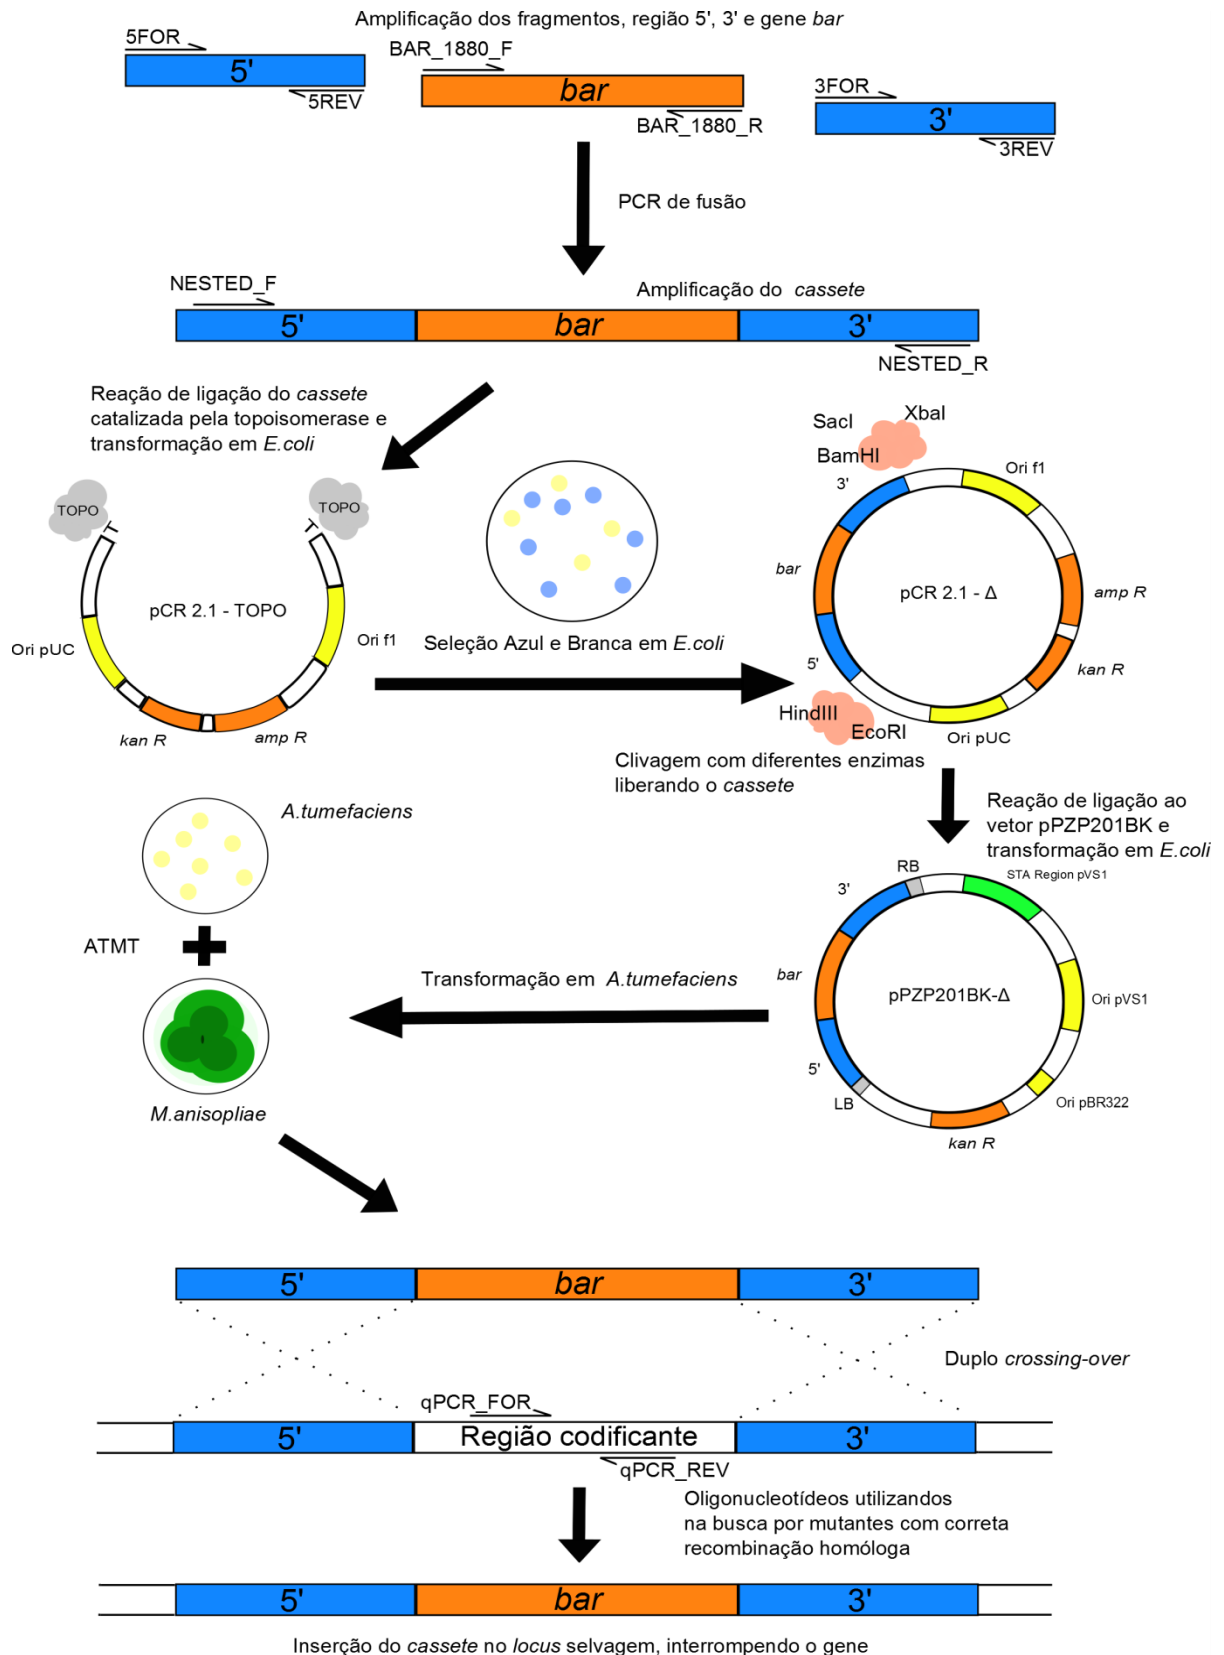 Amplificação dos fragmentos, região 5', 3' e gene bar
5FOR
5'
5REV
BAR_1880_F
bar
BAR_1880_R
3FOR
3'
3REV
PCR de fusão
NESTED_F
Amplificação do cassete
5'
bar
3'
NESTED_R
Reação de ligação do cassete
catalizada pela topoisomerase e
transformação em E.coli
TOPO
TOPO
T
T
pCR 2.1 - TOPO
Ori pUC
Ori f1
kan R
amp R
Seleção Azul e Branca em E.coli
SacI
XbaI
BamHI
3'
Ori f1
bar
pCR 2.1 - Δ
amp R
5'
kan R
HindIII
EcoRI
Ori pUC
Clivagem com diferentes enzimas
liberando o cassete
Reação de ligação ao
vetor pPZP201BK e
transformação em E.coli
RB
STA Region pVS1
3'
bar
pPZP201BK-Δ
Ori pVS1
5'
LB
Ori pBR322
kan R
A.tumefaciens
ATMT
Transformação em A.tumefaciens
M.anisopliae
5'
bar
3'
Duplo crossing-over
qPCR_FOR
5'
Região codificante
3'
qPCR_REV
Oligonucleotídeos utilizandos
na busca por mutantes com correta
recombinação homóloga
5'
bar
3'
Inserção do cassete no locus selvagem, interrompendo o gene